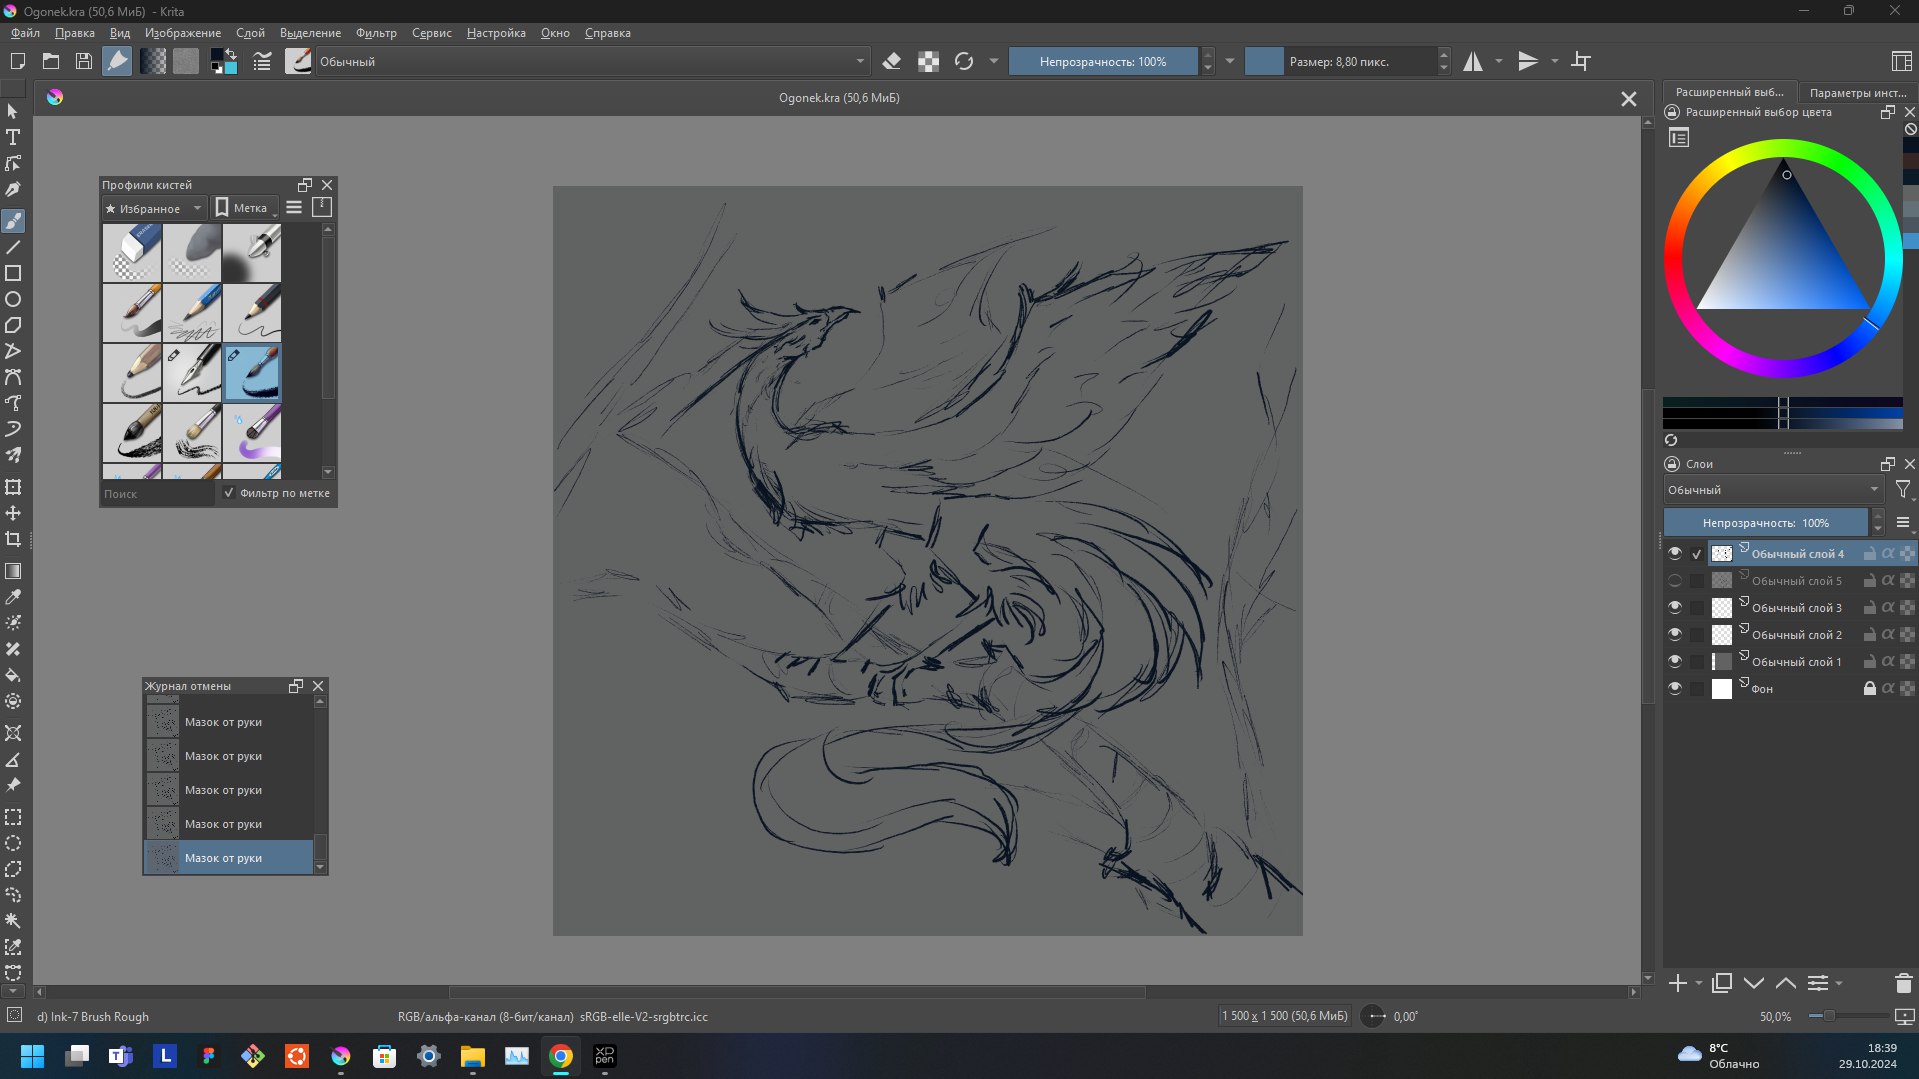 Ogonek.kra (50,6 МиБ) - Krita
Файл Правка Вид Изображение Слой Выделение Фильтр Сервис Настройка Окно Справка
Обычный
Непрозрачность: 100%
Размер: 8,80 пикс.
Ogonek.kra (50,6 МиБ)
Расширенный выб...
Параметры инст...
Расширенный выбор цвета
Профили кистей
Избранное
Метка
Поиск
Фильтр по метке
Журнал отмены
Мазок от руки
Мазок от руки
Мазок от руки
Мазок от руки
Мазок от руки
Слои
Обычный
Непрозрачность: 100%
Обычный слой 4
Обычный слой 5
Обычный слой 3
Обычный слой 2
Обычный слой 1
Фон
d) Ink-7 Brush Rough
RGB/альфа-канал (8-бит/канал) sRGB-elle-V2-srgbtrc.icc
1 500 x 1 500 (50,6 МиБ)
0,00°
50,0%
8°C
Облачно
18:39
29.10.2024